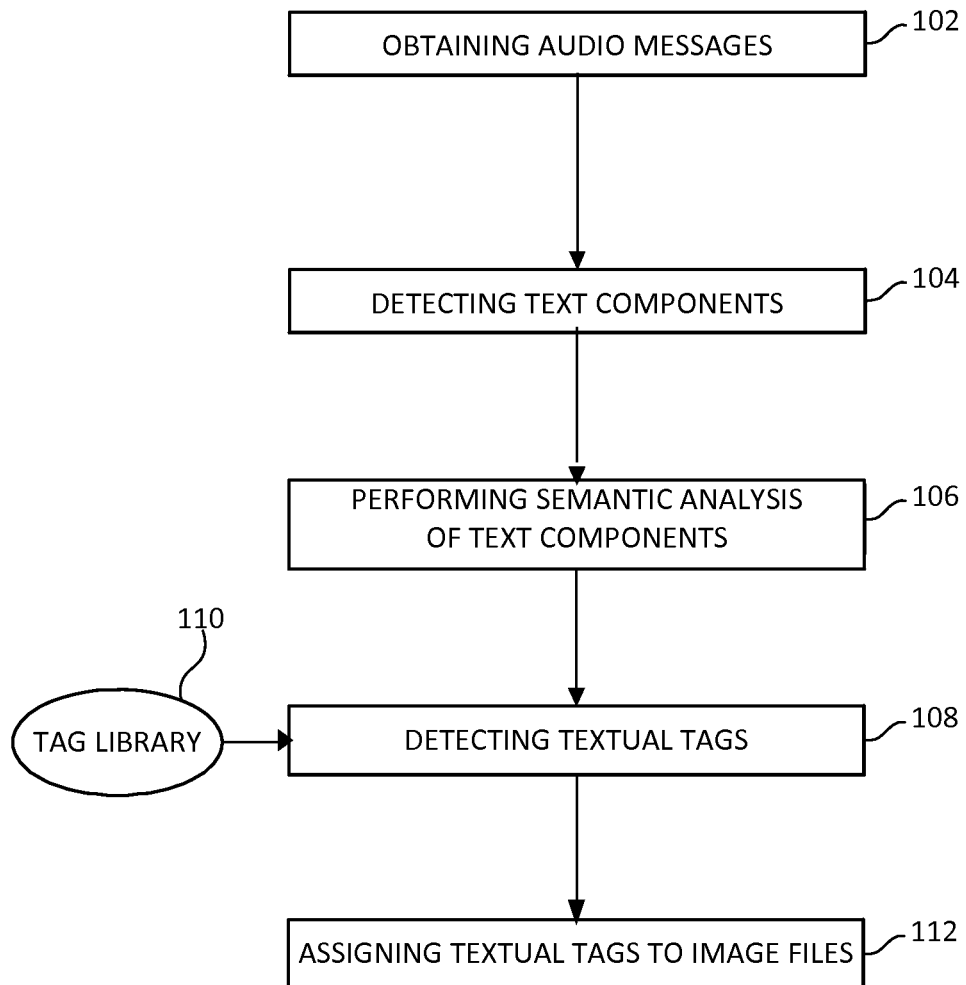 OBTAINING AUDIO MESSAGES
102
DETECTING TEXT COMPONENTS
104
PERFORMING SEMANTIC ANALYSIS
OF TEXT COMPONENTS
106
110
TAG LIBRARY
DETECTING TEXTUAL TAGS
108
ASSIGNING TEXTUAL TAGS TO IMAGE FILES
112